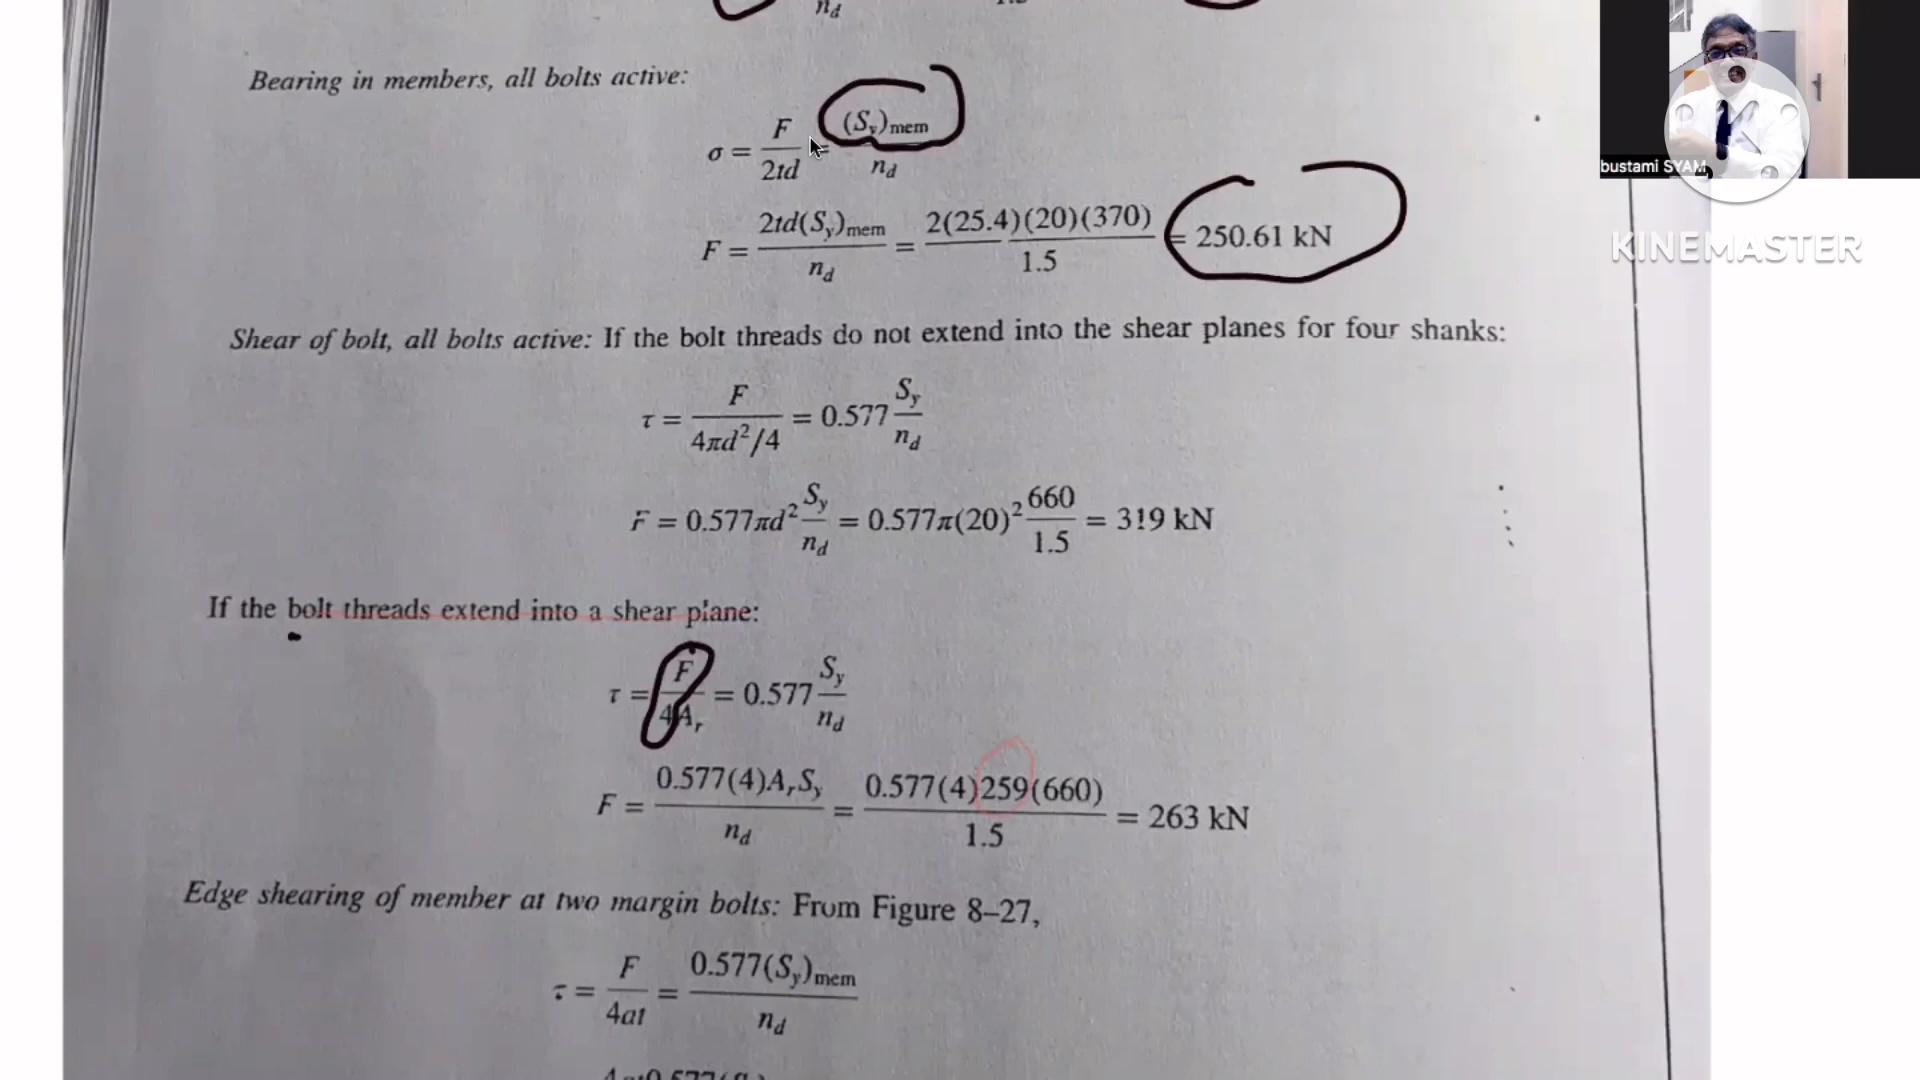 n_d
Bearing in members, all bolts active:
σ = F / 2td = (S_y)_mem / n_d
F = 2td(S_y)_mem / n_d = 2(25.4)(20)(370) / 1.5 = 250.61 kN
Shear of bolt, all bolts active: If the bolt threads do not extend into the shear planes for four shanks:
τ = F / 4πd²/4 = 0.577 S_y / n_d
F = 0.577πd² S_y / n_d = 0.577π(20)² 660 / 1.5 = 319 kN
If the bolt threads extend into a shear plane:
τ = F / 4A_r = 0.577 S_y / n_d
F = 0.577(4)A_rS_y / n_d = 0.577(4)259(660) / 1.5 = 263 kN
Edge shearing of member at two margin bolts: From Figure 8–27,
τ = F / 4at = 0.577(S_y)_mem / n_d
bustami SYAM
KINEMASTER